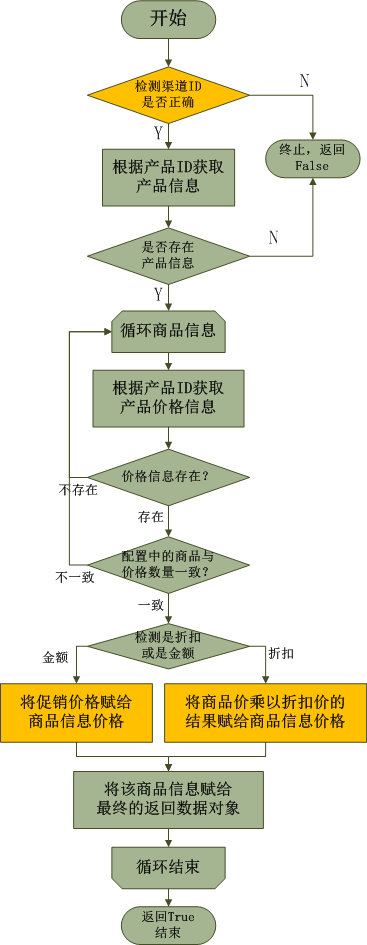 开始
检测渠道ID
是否正确
N
Y
终止，返回
False
根据产品ID获取
产品信息
是否存在
产品信息
N
Y
循环商品信息
根据产品ID获取
产品价格信息
价格信息存在？
不存在
存在
配置中的商品与
价格数量一致？
不一致
一致
检测是折扣
或是金额
金额
折扣
将促销价格赋给
商品信息价格
将商品价乘以折扣价的
结果赋给商品信息价格
将该商品信息赋给
最终的返回数据对象
循环结束
返回True
结束